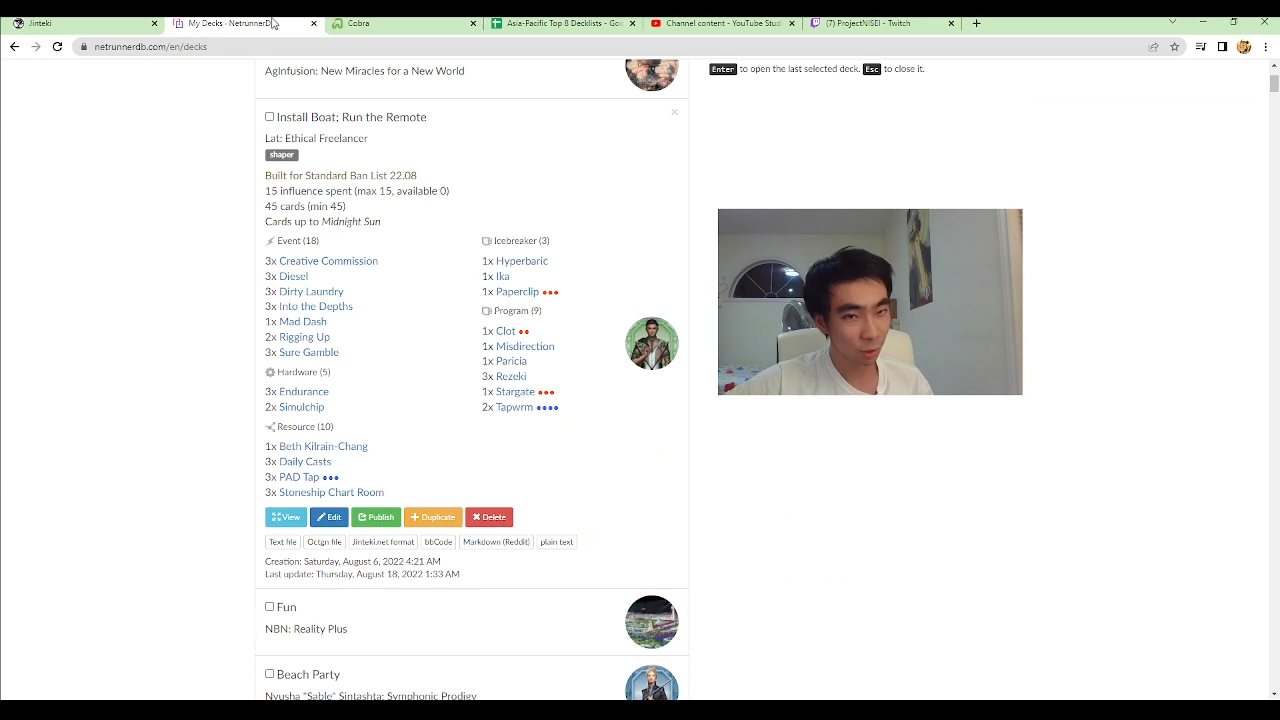 Jinteki
My Decks · NetrunnerD
Cobra
Asia-Pacific Top 8 Decklists - Goo
Channel content - YouTube Stud
(7) ProjectNISEI - Twitch
netrunnerdb.com/en/decks
AgInfusion: New Miracles for a New World
Enter to open the last selected deck. Esc to close it.
Install Boat; Run the Remote
Lat: Ethical Freelancer
shaper
Built for Standard Ban List 22.08
15 influence spent (max 15, available 0)
45 cards (min 45)
Cards up to Midnight Sun
Event (18)
3x Creative Commission
3x Diesel
3x Dirty Laundry
3x Into the Depths
1x Mad Dash
2x Rigging Up
3x Sure Gamble
Hardware (5)
3x Endurance
2x Simulchip
Resource (10)
1x Beth Kilrain-Chang
3x Daily Casts
3x PAD Tap
3x Stoneship Chart Room
Icebreaker (3)
1x Hyperbaric
1x Ika
1x Paperclip
Program (9)
1x Clot
1x Misdirection
1x Paricia
3x Rezeki
1x Stargate
2x Tapwrm
View Edit Publish Duplicate Delete
Text file Octgn file Jinteki.net format bbCode Markdown (Reddit) plain text
Creation: Saturday, August 6, 2022 4:21 AM
Last update: Thursday, August 18, 2022 1:33 AM
Fun
NBN: Reality Plus
Beach Party
Nyusha "Sable" Sintashta: Symphonic Prodigy